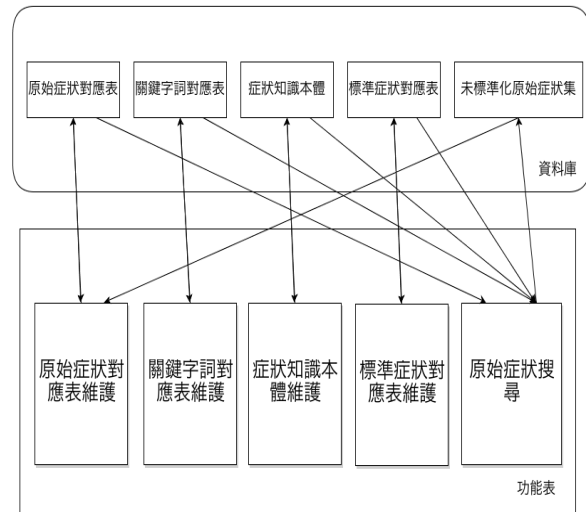 原始症狀對應表
關鍵字詞對應表
症狀知識本體
標準症狀對應表
未標準化原始症狀集
資料庫
原始症狀對
應表維護
關鍵字詞對
應表維護
症狀知識本
體維護
標準症狀對
應表維護
原始症狀搜
尋
功能表